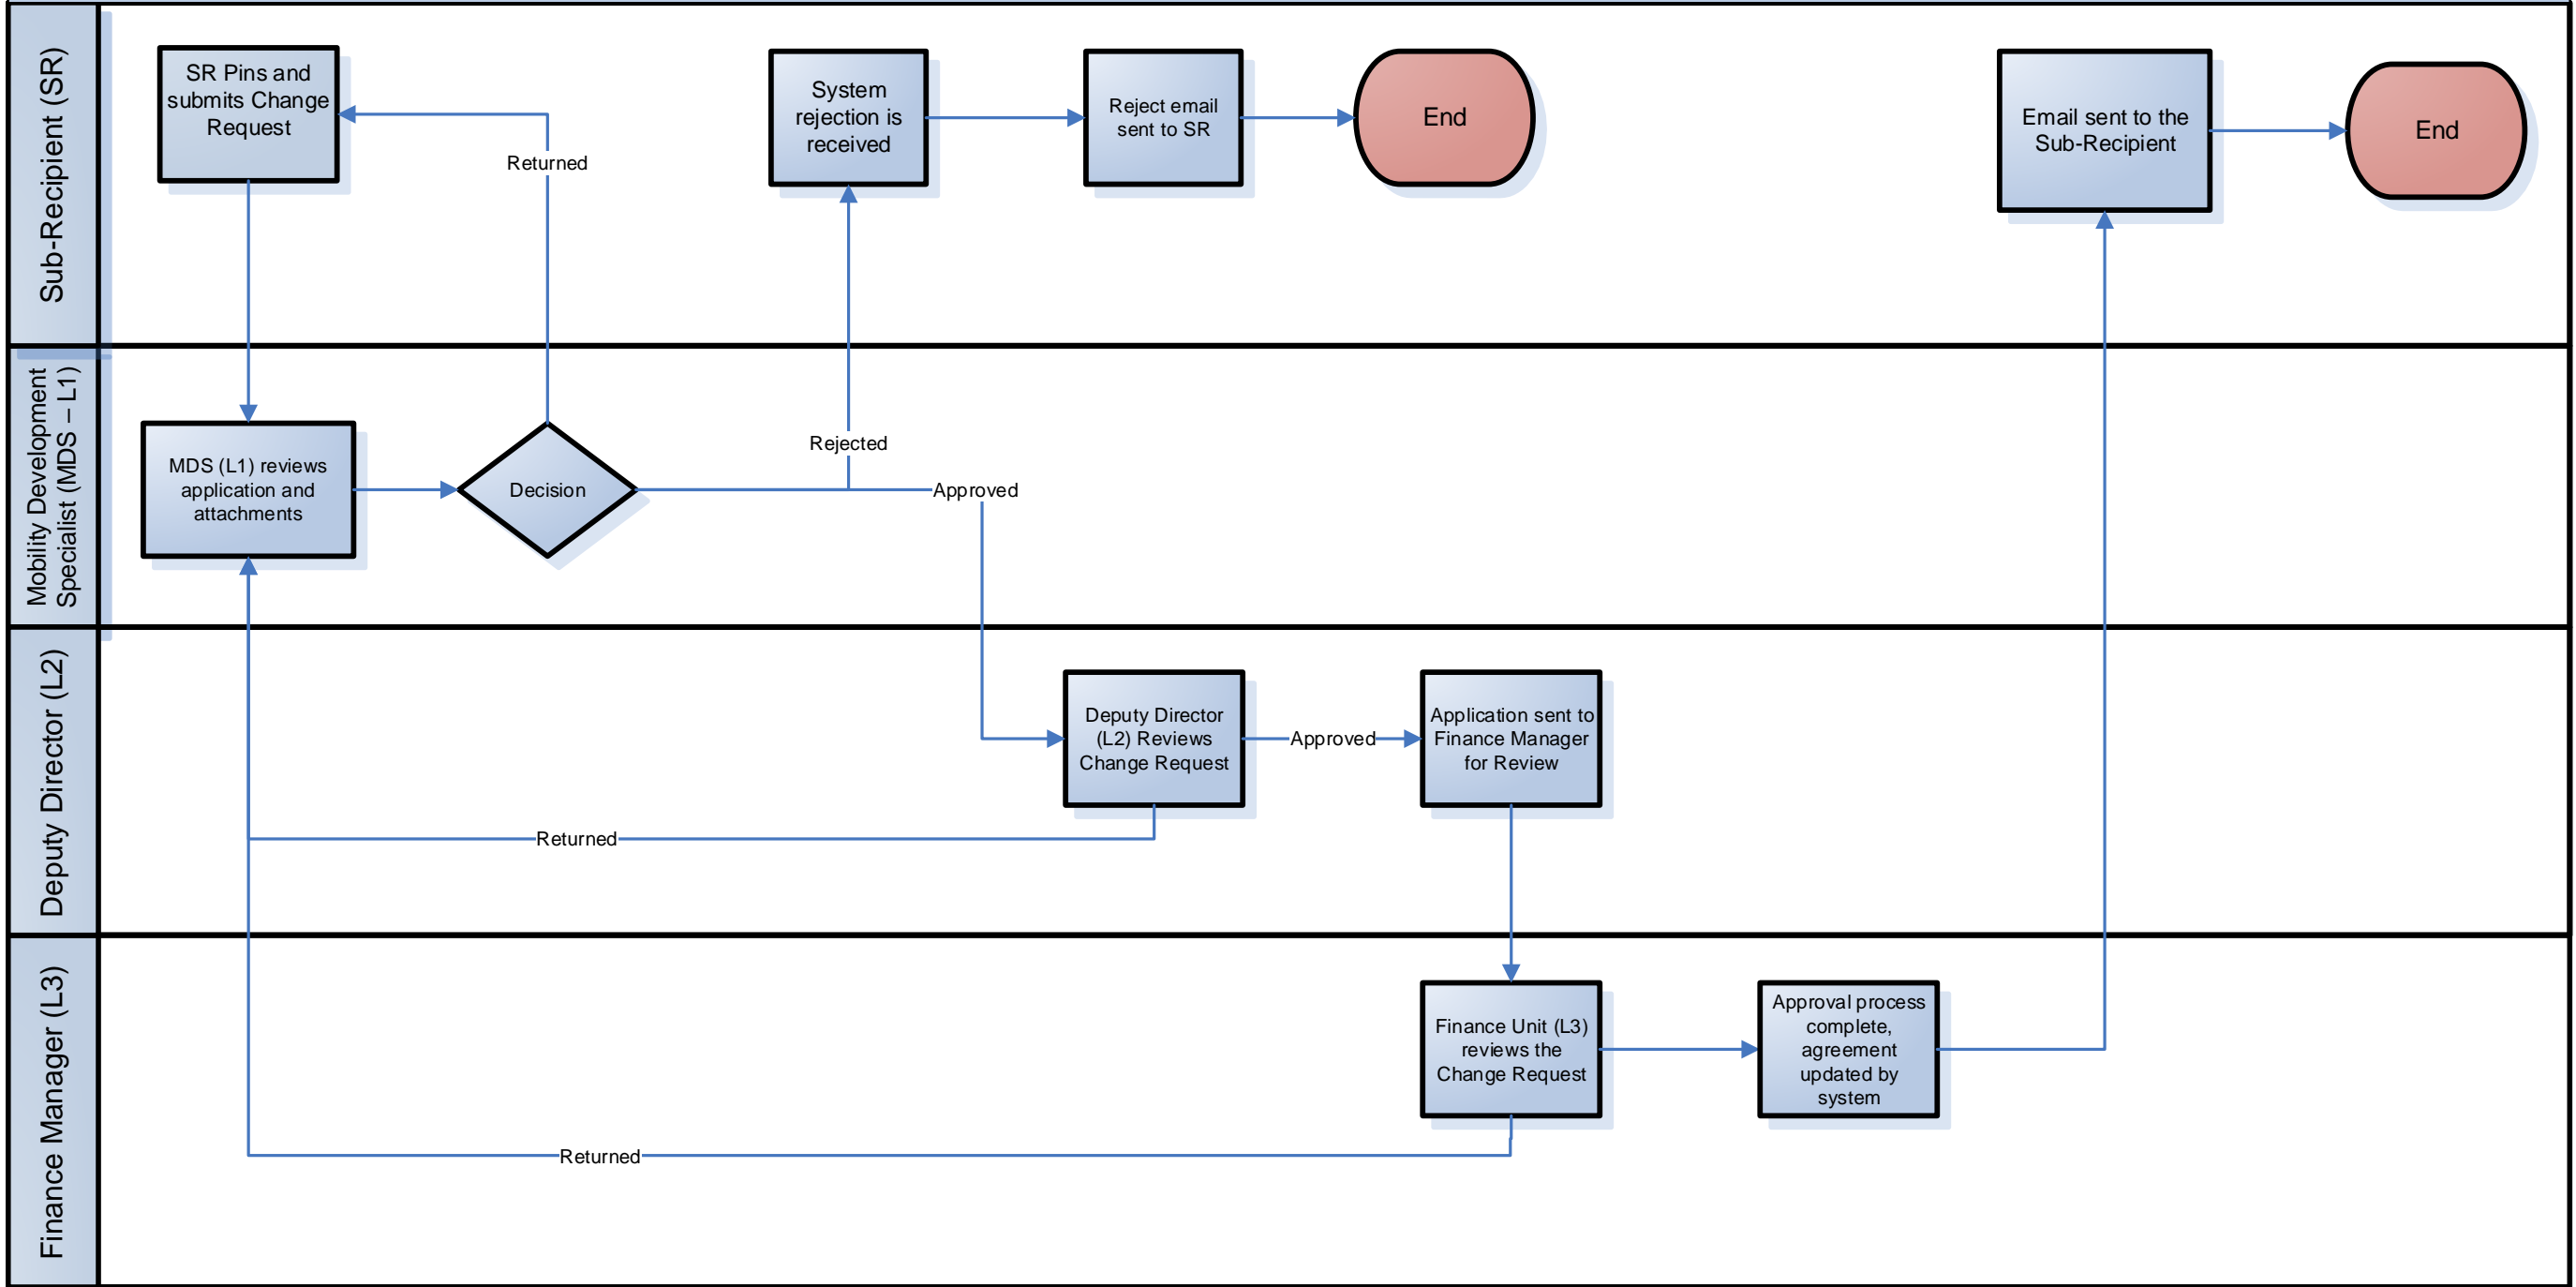 Sub-Recipient (SR)
SR Pins and
submits Change
Request
Returned
System
rejection is
received
Reject email
sent to SR
End
Email sent to the
Sub-Recipient
End
Mobility Development
Specialist (MDS – L1)
MDS (L1) reviews
application and
attachments
Decision
Rejected
Approved
Deputy Director (L2)
Deputy Director
(L2) Reviews
Change Request
Approved
Application sent to
Finance Manager
for Review
Returned
Finance Manager (L3)
Finance Unit (L3)
reviews the
Change Request
Approval process
complete,
agreement
updated by
system
Returned